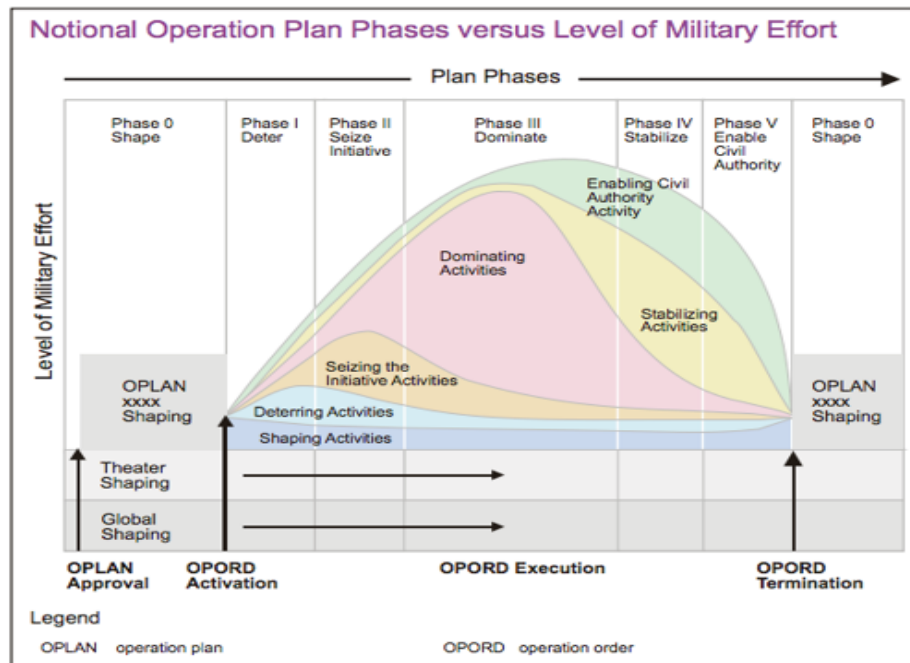 Notional Operation Plan Phases versus Level of Military Effort
Plan Phases
Phase 0
Shape
Phase I
Deter
Phase II
Seize
Initiative
Phase III
Dominate
Phase IV
Stabilize
Phase V
Enable
Civil
Authority
Phase 0
Shape
Level of Military Effort
Enabling Civil
Authority
Activity
Dominating
Activities
Stabilizing
Activities
Seizing the
Initiative Activities
Deterring Activities
Shaping Activities
OPLAN
xxxx
Shaping
OPLAN
xxxx
Shaping
Theater
Shaping
Global
Shaping
OPLAN
Approval
OPORD
Activation
OPORD Execution
OPORD
Termination
Legend
OPLAN operation plan
OPORD operation order